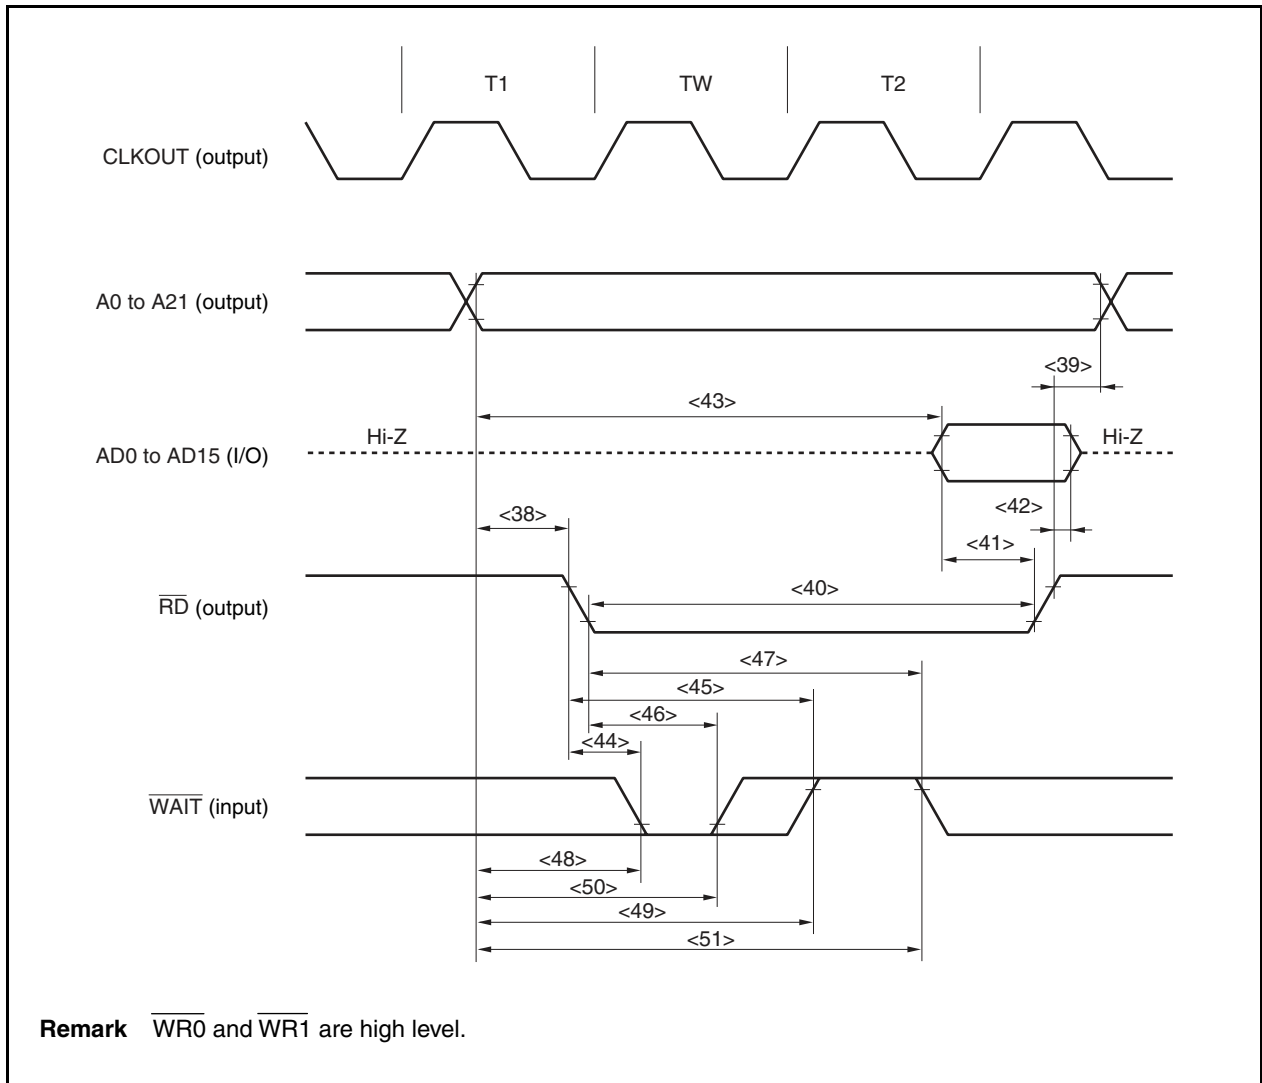 T1 TW T2
CLKOUT (output)
A0 to A21 (output)
<39>
<43>
Hi-Z Hi-Z
AD0 to AD15 (I/O)
<42>
<38>
<41>
<40>
RD (output)
<47>
<45>
<46>
<44>
WAIT (input)
<48>
<50>
<49>
<51>
Remark WR0 and WR1 are high level.